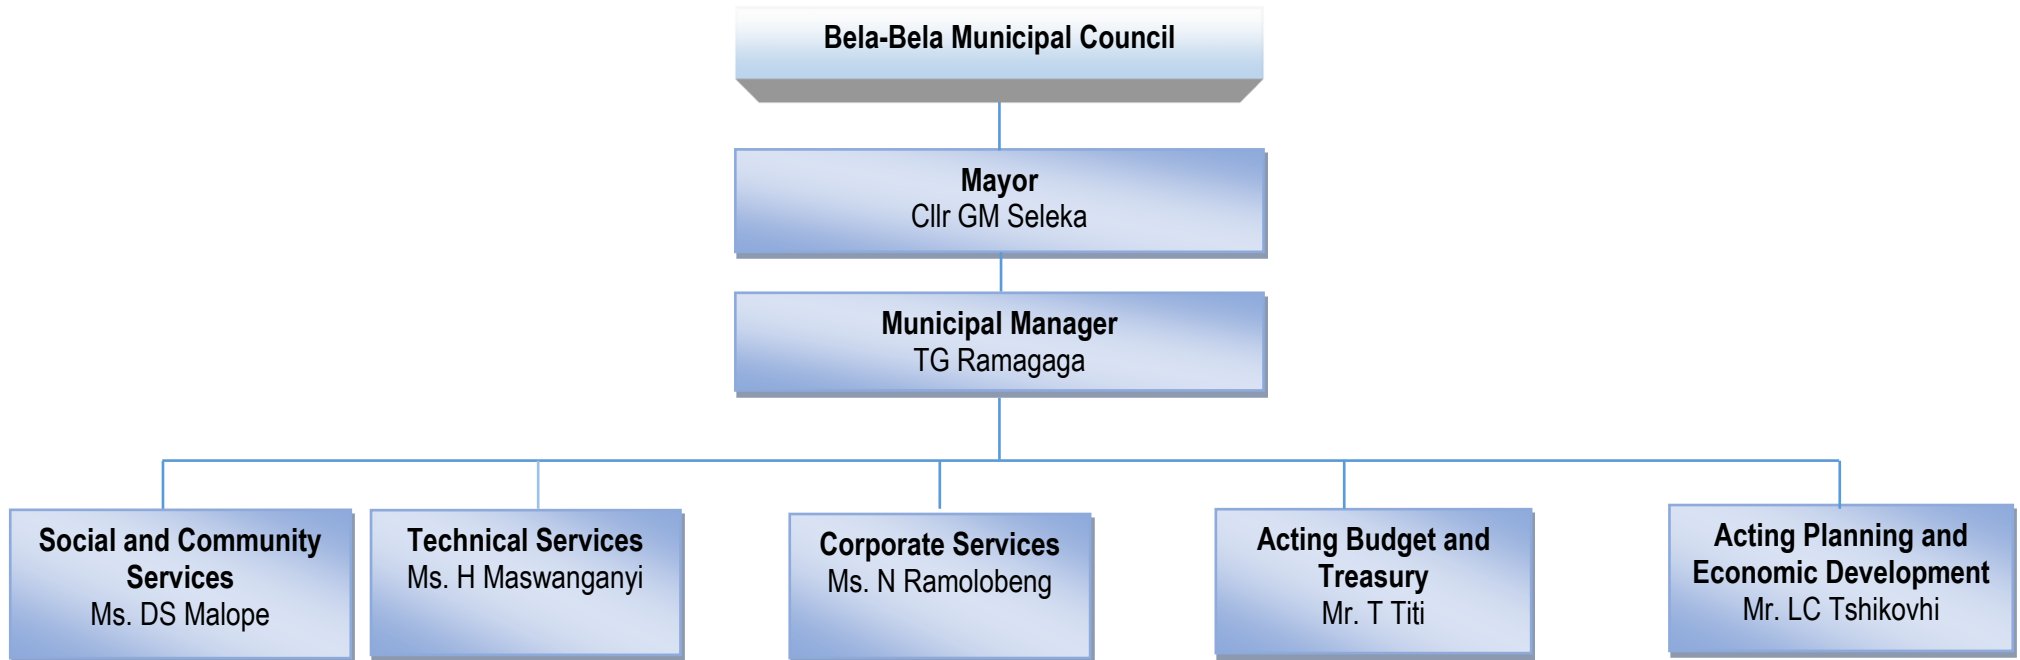 Bela-Bela Municipal Council
Mayor
Cllr GM Seleka
Municipal Manager
TG Ramagaga
Social and Community
Services
Ms. DS Malope
Technical Services
Ms. H Maswanganyi
Corporate Services
Ms. N Ramolobeng
Acting Budget and
Treasury
Mr. T Titi
Acting Planning and
Economic Development
Mr. LC Tshikovhi